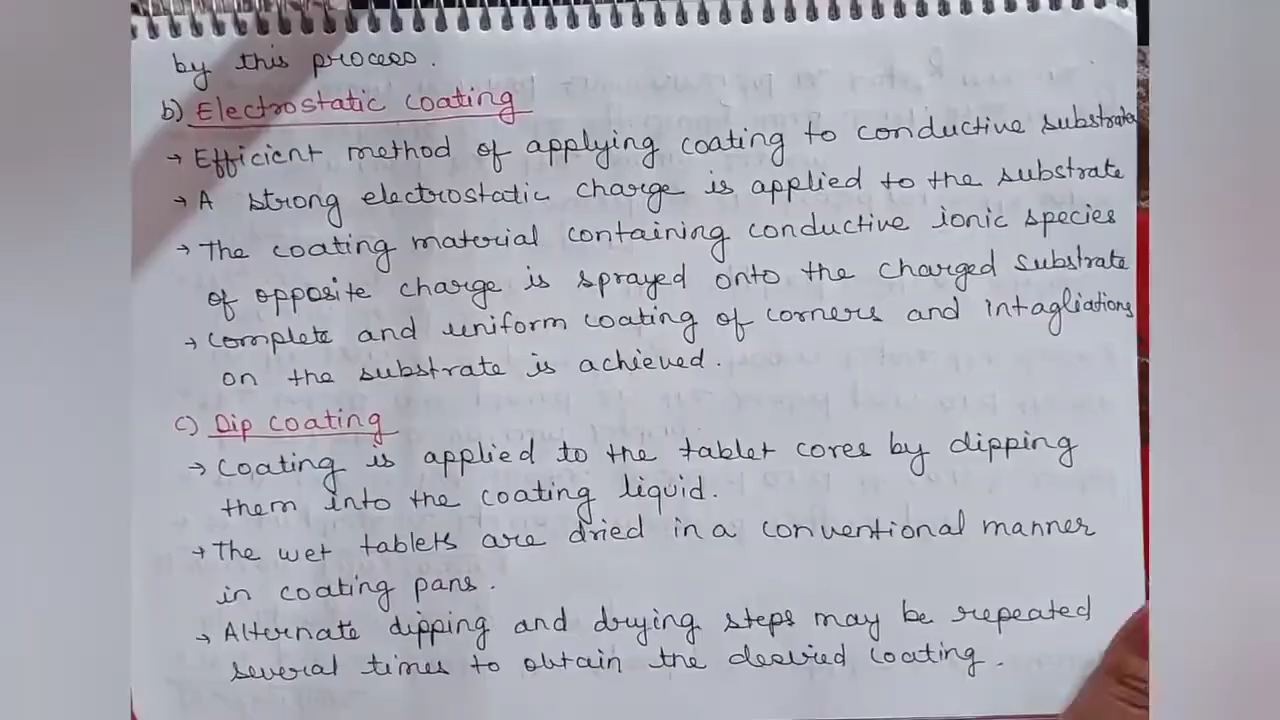 by this process.
b) Electrostatic coating
→ Efficient method of applying coating to conductive substrate
→ A strong electrostatic charge is applied to the substrate
→ The coating material containing conductive ionic species
of opposite charge is sprayed onto the charged substrate
→ Complete and uniform coating of corners and intagliations
on the substrate is achieved.
c) Dip coating
→ Coating is applied to the tablet cores by dipping
them into the coating liquid.
→ The wet tablets are dried in a conventional manner
in coating pans.
→ Alternate dipping and drying steps may be repeated
several times to obtain the desired coating.